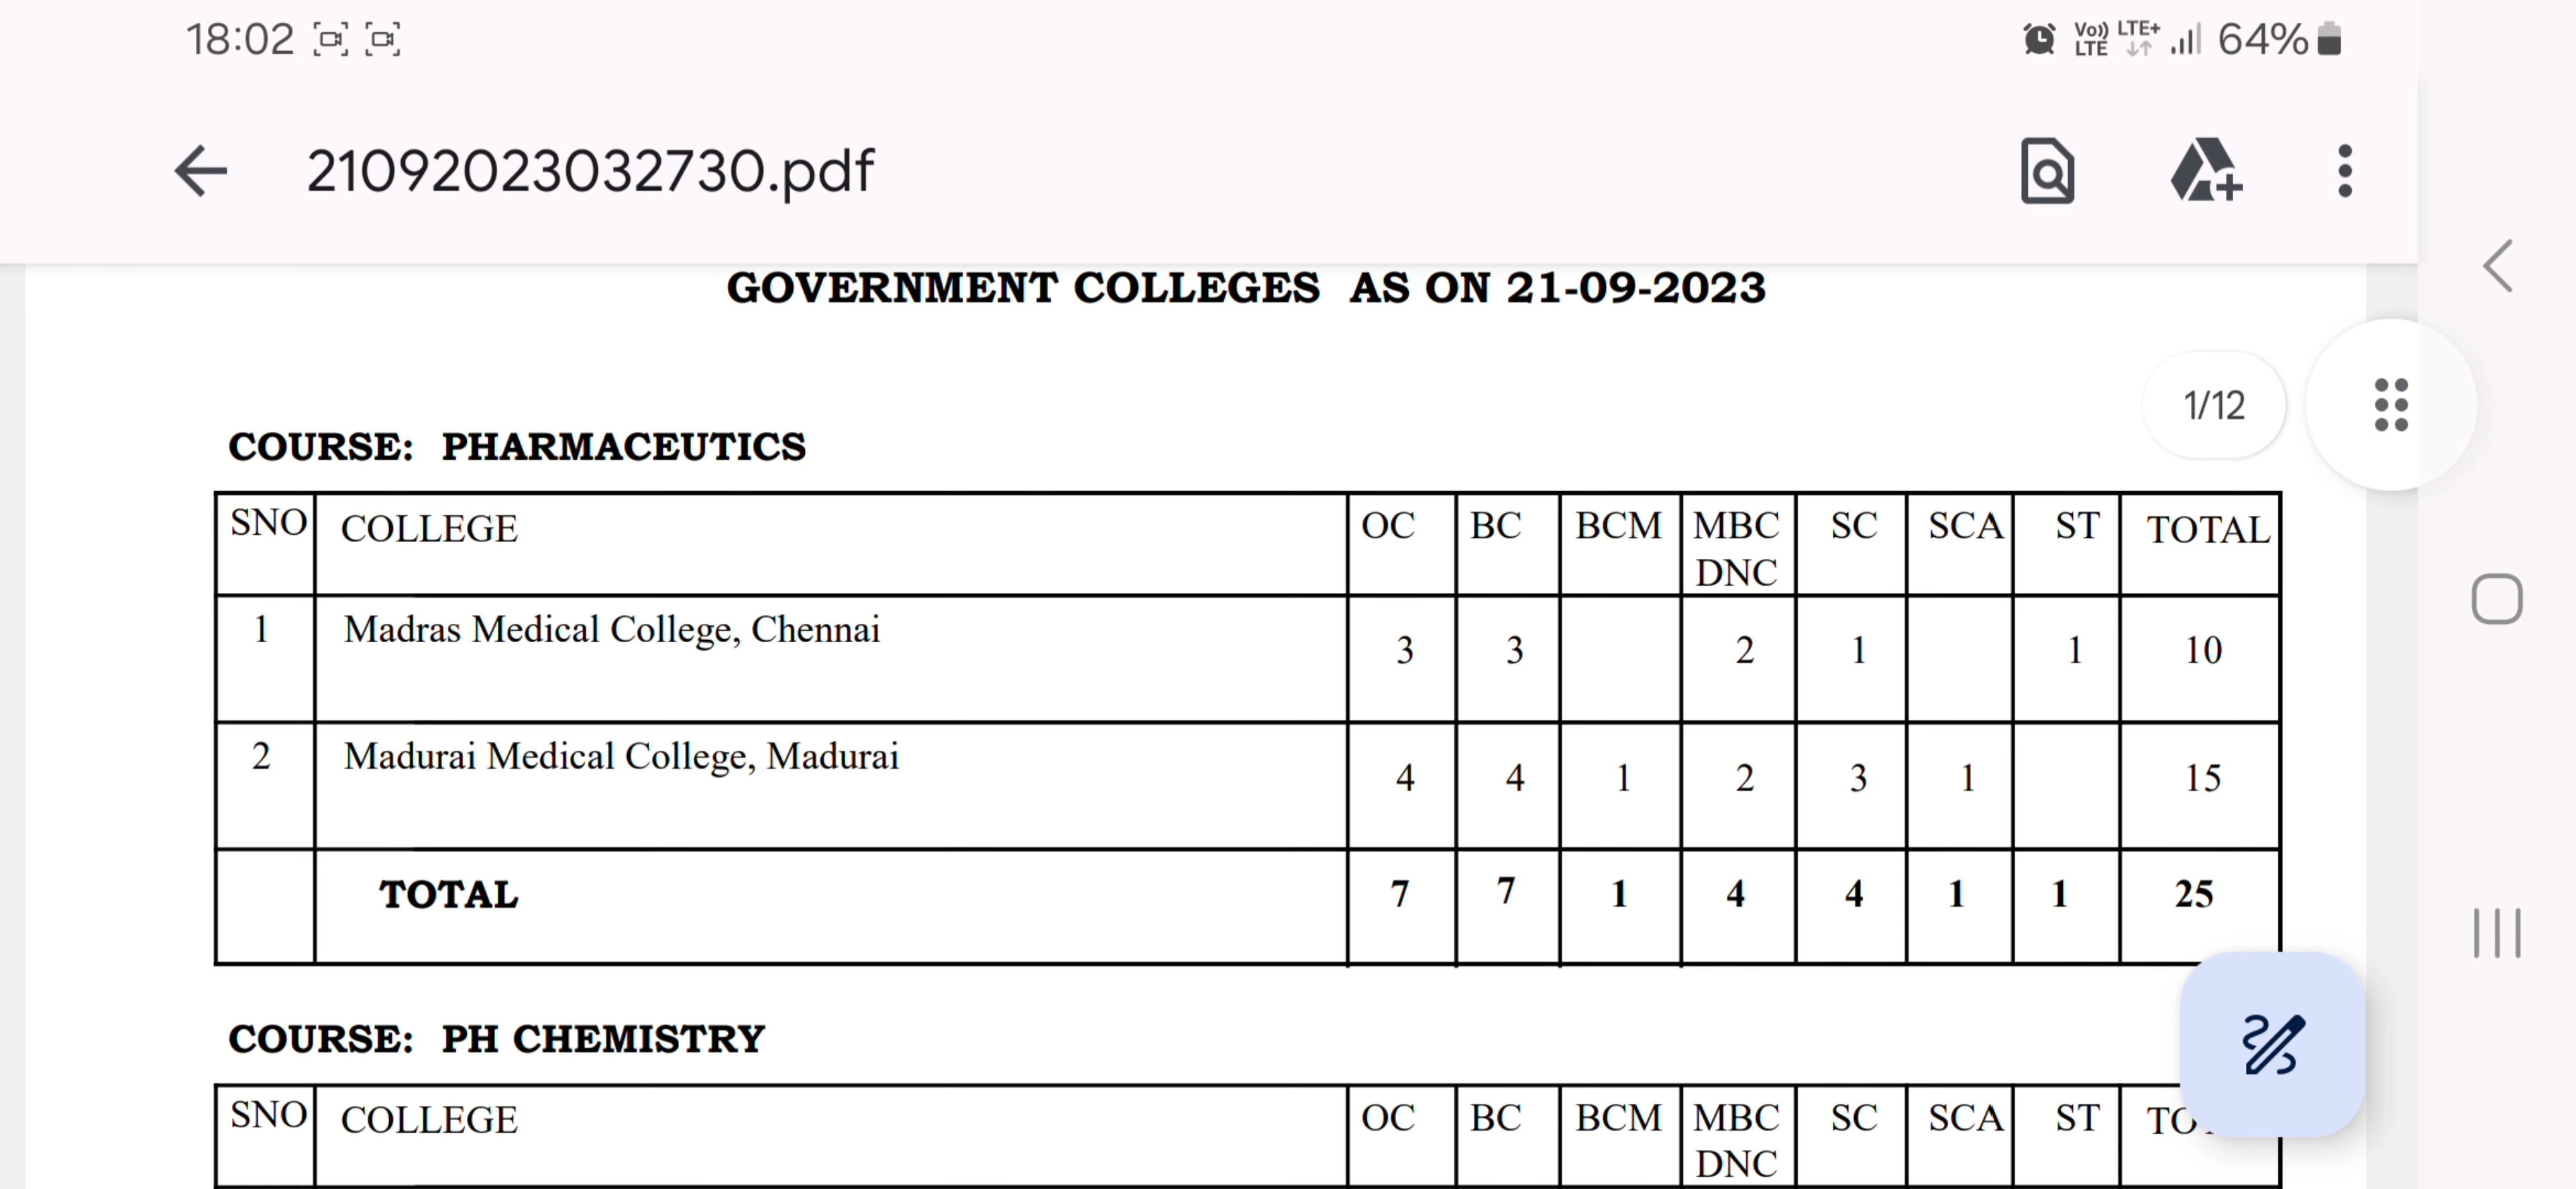 18:02 Vo)) LTE LTE+ 64%
21092023032730.pdf
GOVERNMENT COLLEGES AS ON 21-09-2023
1/12
COURSE: PHARMACEUTICS
SNO COLLEGE OC BC BCM MBC DNC SC SCA ST TOTAL
1 Madras Medical College, Chennai 3 3 2 1 1 10
2 Madurai Medical College, Madurai 4 4 1 2 3 1 15
TOTAL 7 7 1 4 4 1 1 25
COURSE: PH CHEMISTRY
SNO COLLEGE OC BC BCM MBC DNC SC SCA ST